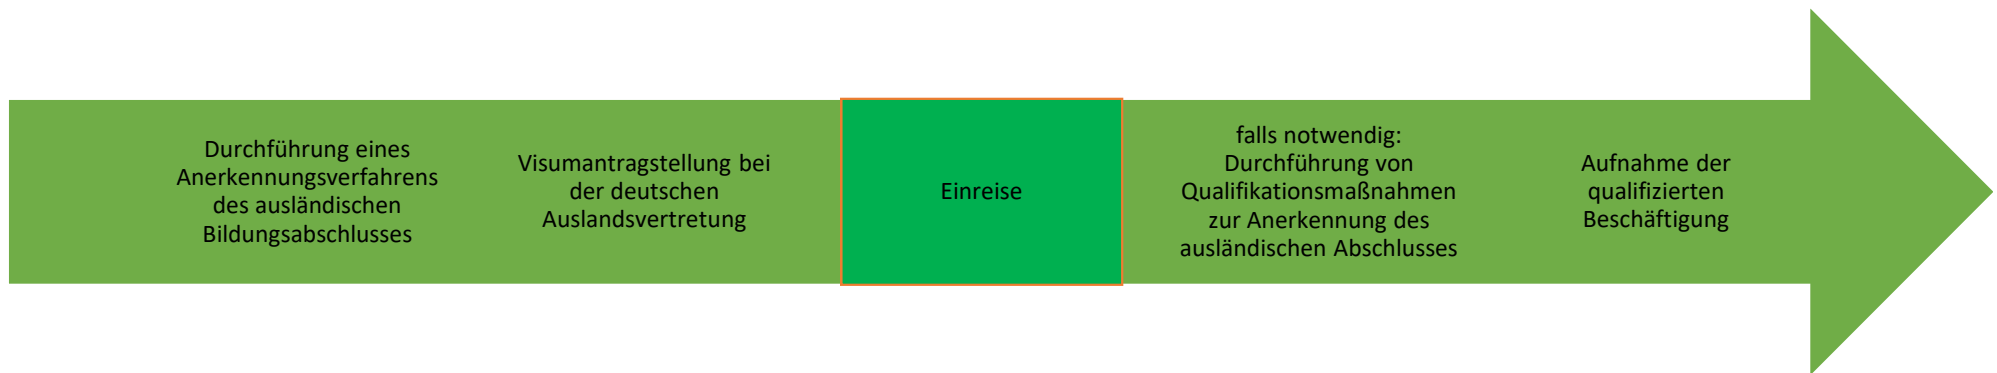 Durchführung eines
Anerkennungsverfahrens
des ausländischen
Bildungsabschlusses
Visumantragstellung bei
der deutschen
Auslandsvertretung
Einreise
falls notwendig:
Durchführung von
Qualifikationsmaßnahmen
zur Anerkennung des
ausländischen Abschlusses
Aufnahme der
qualifizierten
Beschäftigung